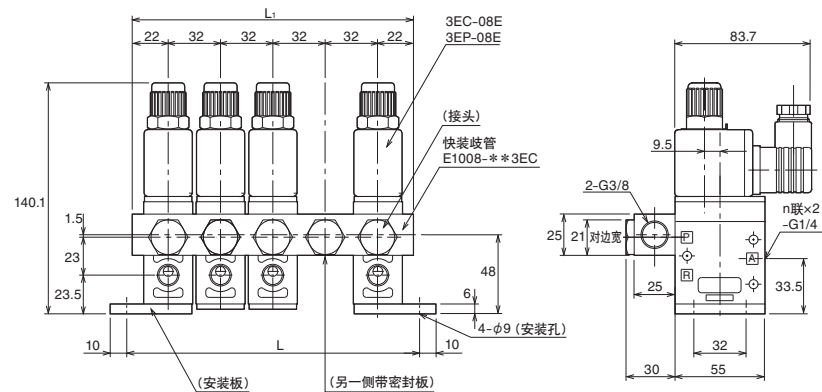 L1
22 32 32 32 32 22
3EC-08E
3EP-08E
(接头)
快装歧管
E1008-**3EC
140.1
1.5
23
23.5
48
6
4-φ9 (安装孔)
10
L
10
(安装板)
(另一侧带密封板)
83.7
9.5
2-G3/8
n联×2
-G1/4
25
21
对边宽
P
A
R
25
33.5
32
30
55